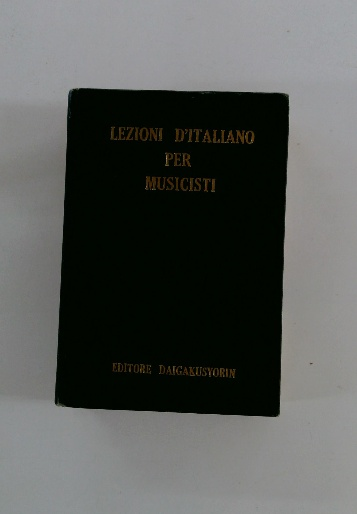 LEZIONI D'ITALIANO
PER
MUSICISTI
EDITORE DAIGAKUSYORIN